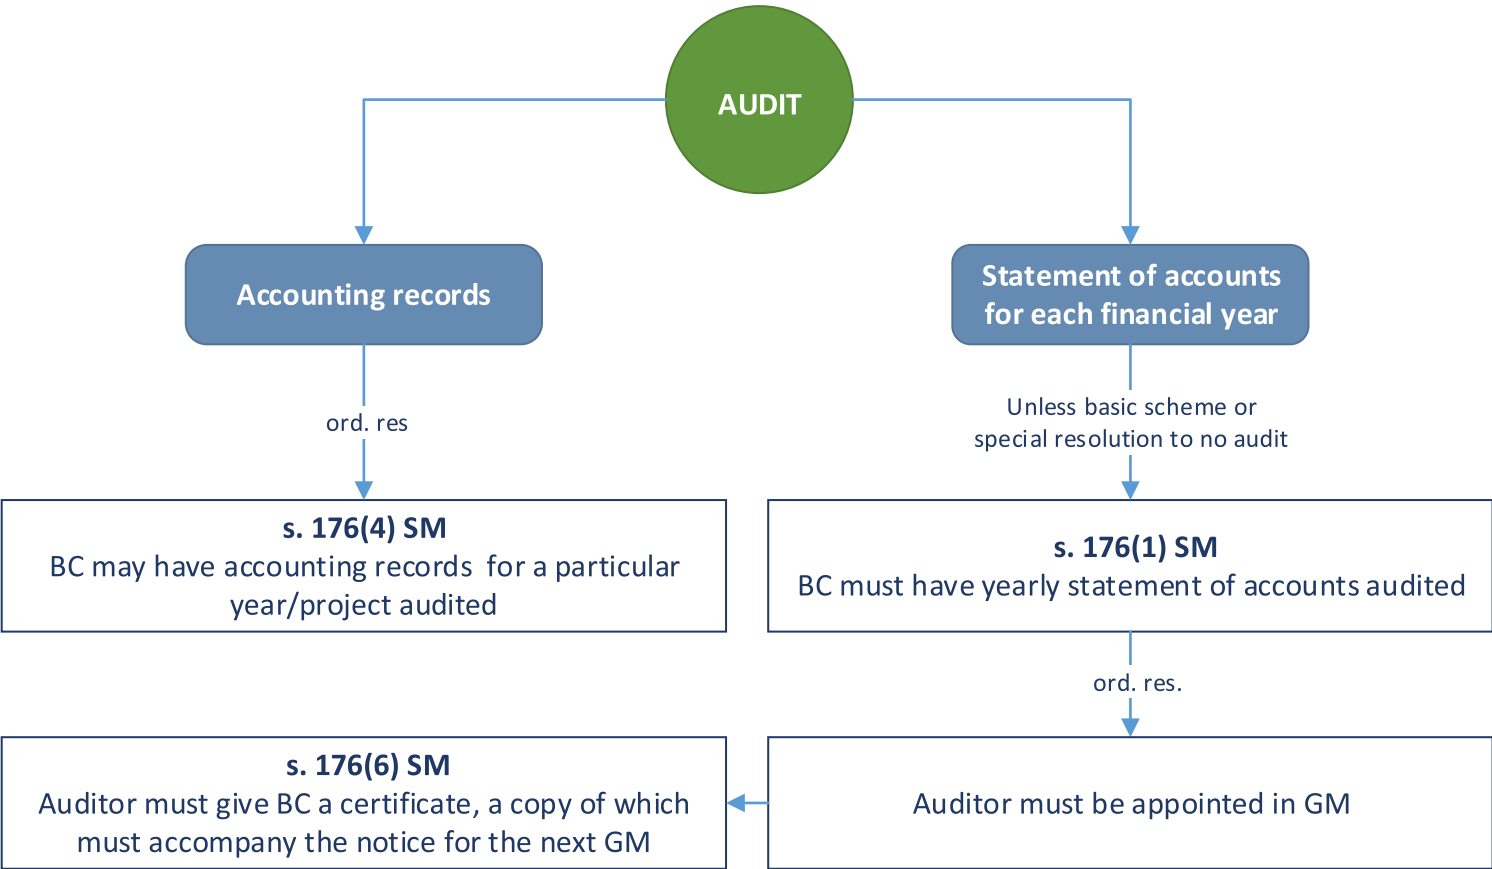 AUDIT
Accounting records
Statement of accounts
for each financial year
ord. res
Unless basic scheme or
special resolution to no audit
s. 176(4) SM
BC may have accounting records for a particular
year/project audited
s. 176(1) SM
BC must have yearly statement of accounts audited
ord. res.
s. 176(6) SM
Auditor must give BC a certificate, a copy of which
must accompany the notice for the next GM
Auditor must be appointed in GM